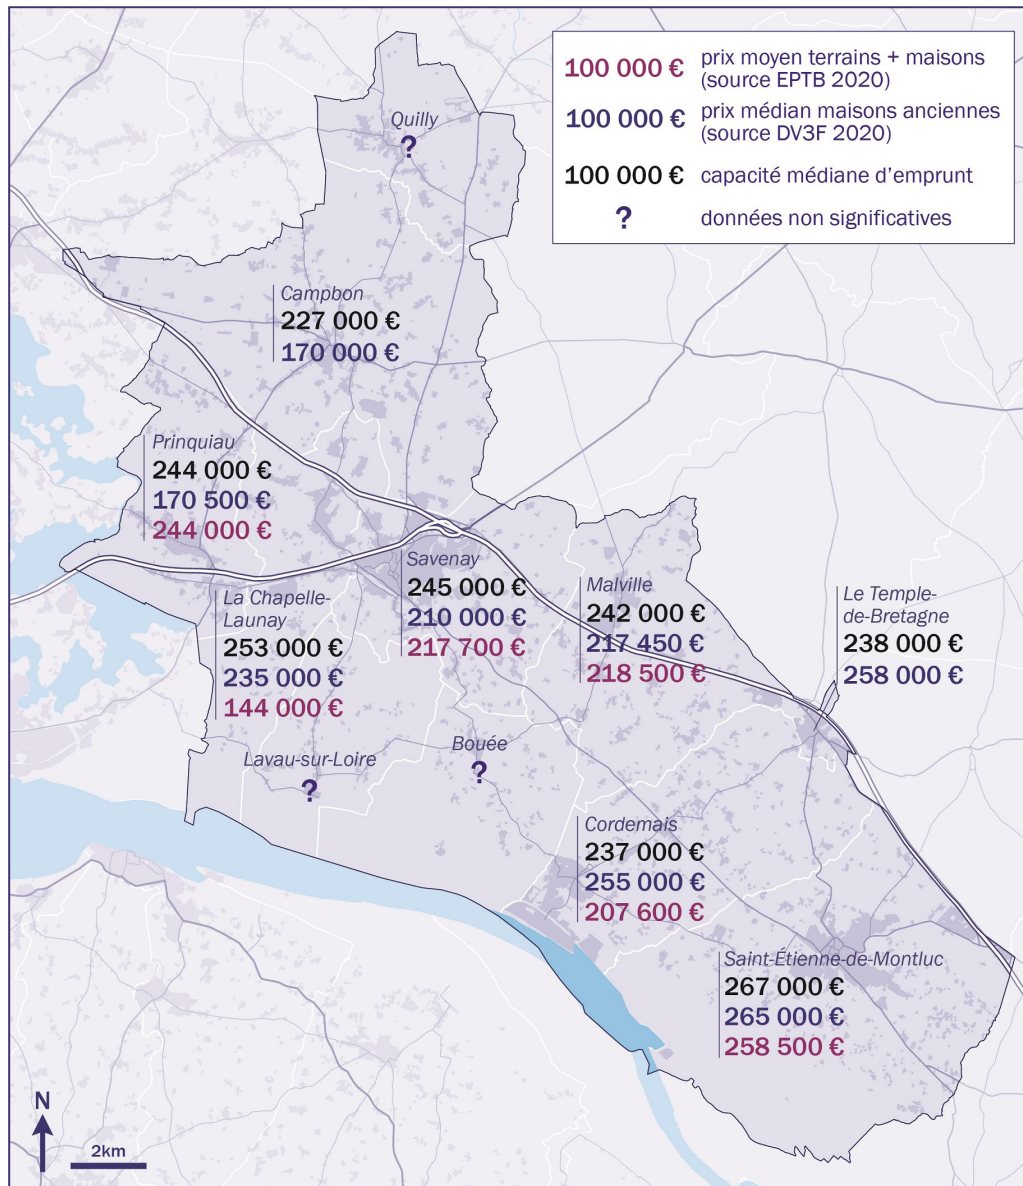 100 000 € prix moyen terrains + maisons
(source EPTB 2020)
100 000 € prix médian maisons anciennes
(source DV3F 2020)
100 000 € capacité médiane d'emprunt
? données non significatives
Quilly
?
Campbon
227 000 €
170 000 €
Prinquiau
244 000 €
170 500 €
244 000 €
Savenay
245 000 €
210 000 €
217 700 €
Malville
242 000 €
217 450 €
218 500 €
Le Temple-
de-Bretagne
238 000 €
258 000 €
La Chapelle-
Launay
253 000 €
235 000 €
144 000 €
Lavau-sur-Loire
?
Bouée
?
Cordemais
237 000 €
255 000 €
207 600 €
Saint-Étienne-de-Montluc
267 000 €
265 000 €
258 500 €
N
2km